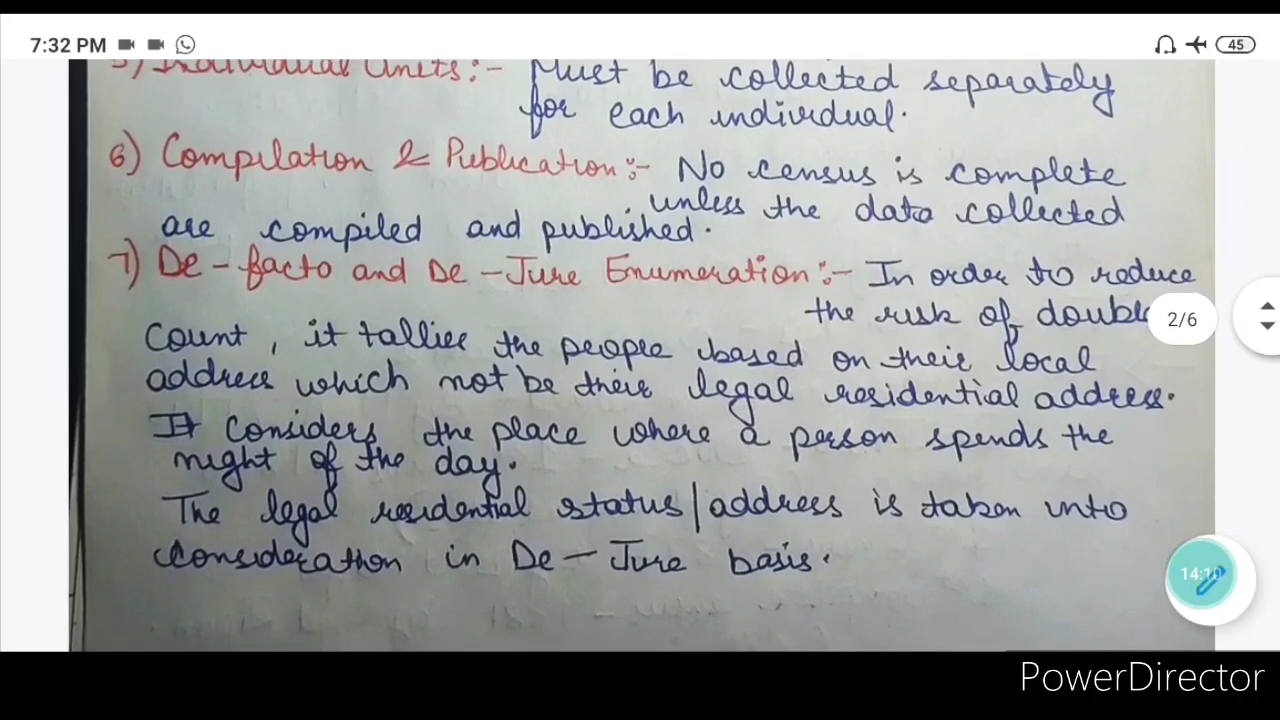 7:32 PM
45
5) Individual Units:- Must be collected separately
for each individual.
6) Compilation & Publication:- No census is complete
unless the data collected
are compiled and published.
7) De-facto and De-Jure Enumeration:- In order to reduce
the risk of double
2/6
count, it tallies the people based on their local
address which not be their legal residential address.
It considers the place where a person spends the
night of the day.
The legal residential status/address is taken into
consideration in De-Jure basis.
14:10
PowerDirector